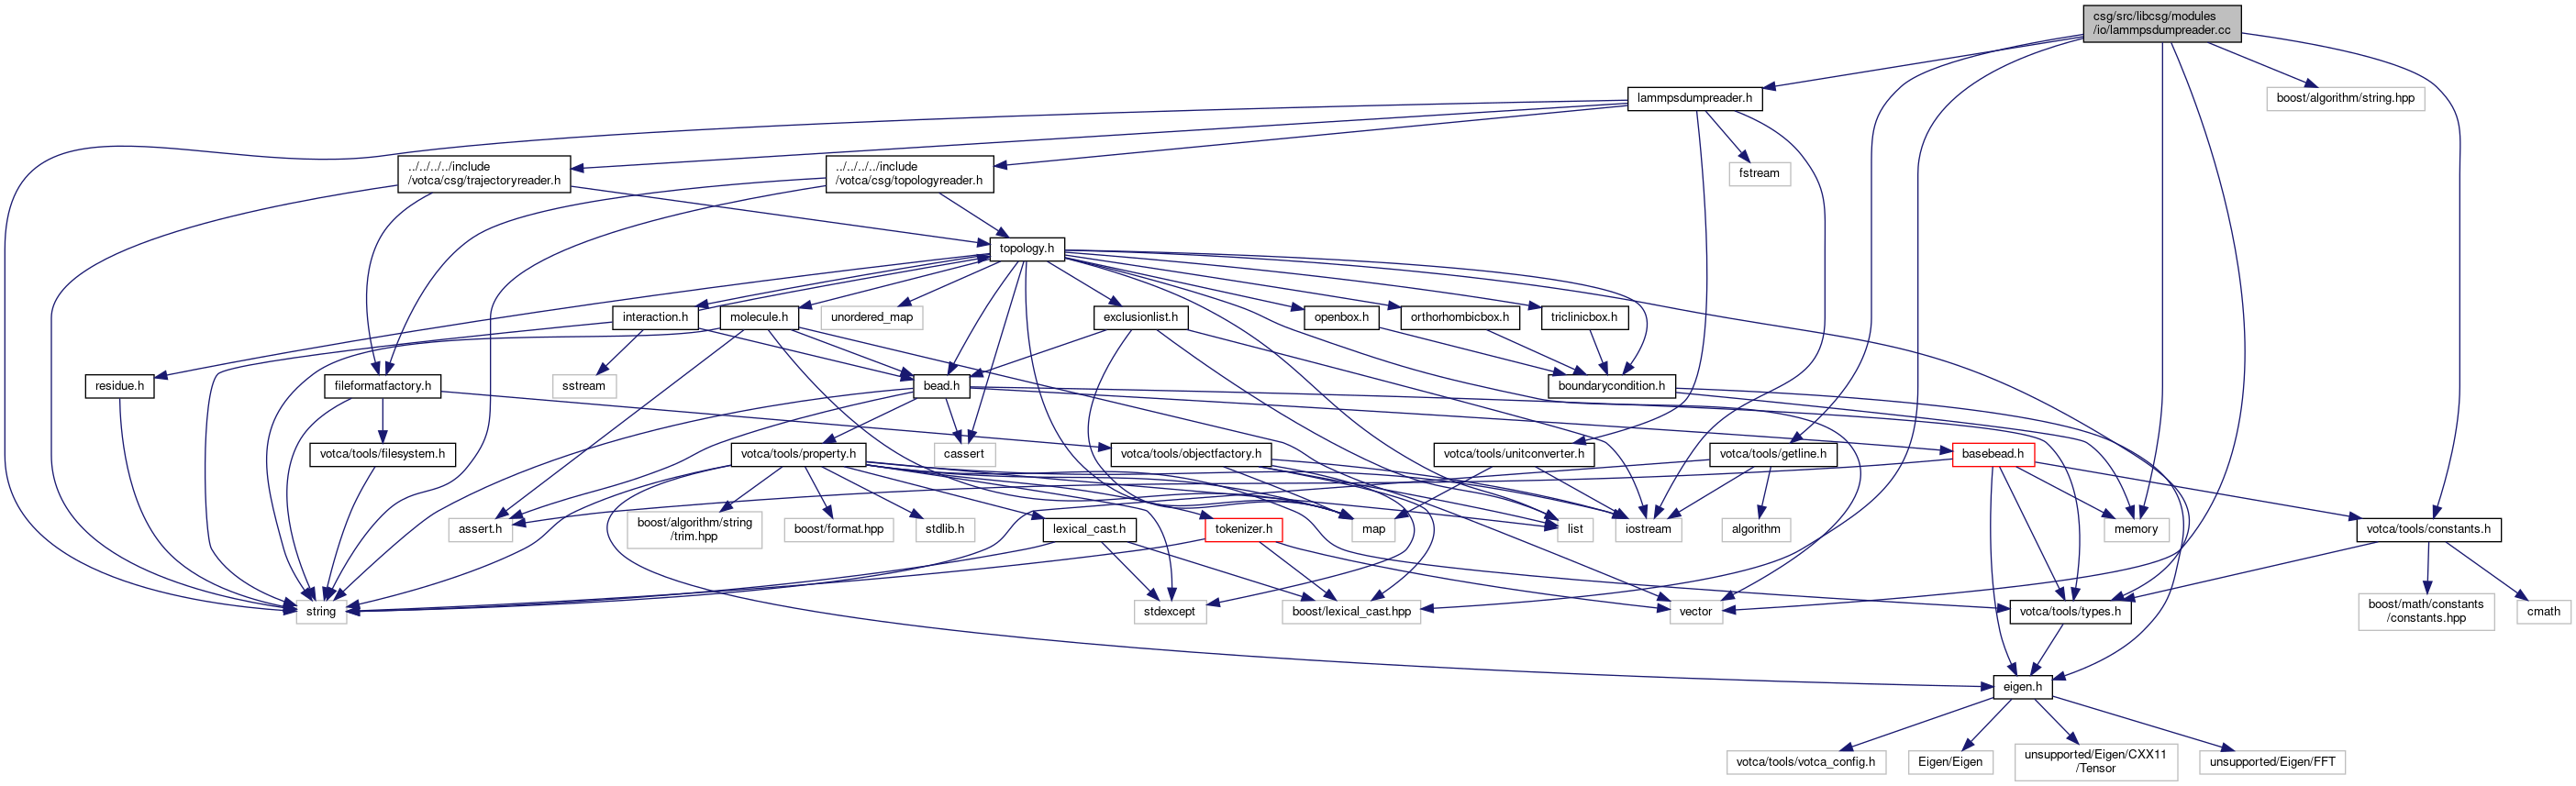 csg/src/libcsg/modules
/io/lammpsdumpreader.cc
lammpsdumpreader.h
boost/algorithm/string.hpp
../../../../include
/votca/csg/trajectoryreader.h
../../../../include
/votca/csg/topologyreader.h
fstream
topology.h
interaction.h
molecule.h
unordered_map
exclusionlist.h
openbox.h
orthorhombicbox.h
triclinicbox.h
residue.h
fileformatfactory.h
sstream
bead.h
boundarycondition.h
votca/tools/filesystem.h
votca/tools/property.h
cassert
votca/tools/objectfactory.h
votca/tools/unitconverter.h
votca/tools/getline.h
basebead.h
assert.h
boost/algorithm/string
/trim.hpp
boost/format.hpp
stdlib.h
lexical_cast.h
tokenizer.h
map
list
iostream
algorithm
memory
votca/tools/constants.h
string
stdexcept
boost/lexical_cast.hpp
vector
votca/tools/types.h
boost/math/constants
/constants.hpp
cmath
eigen.h
votca/tools/votca_config.h
Eigen/Eigen
unsupported/Eigen/CXX11
/Tensor
unsupported/Eigen/FFT